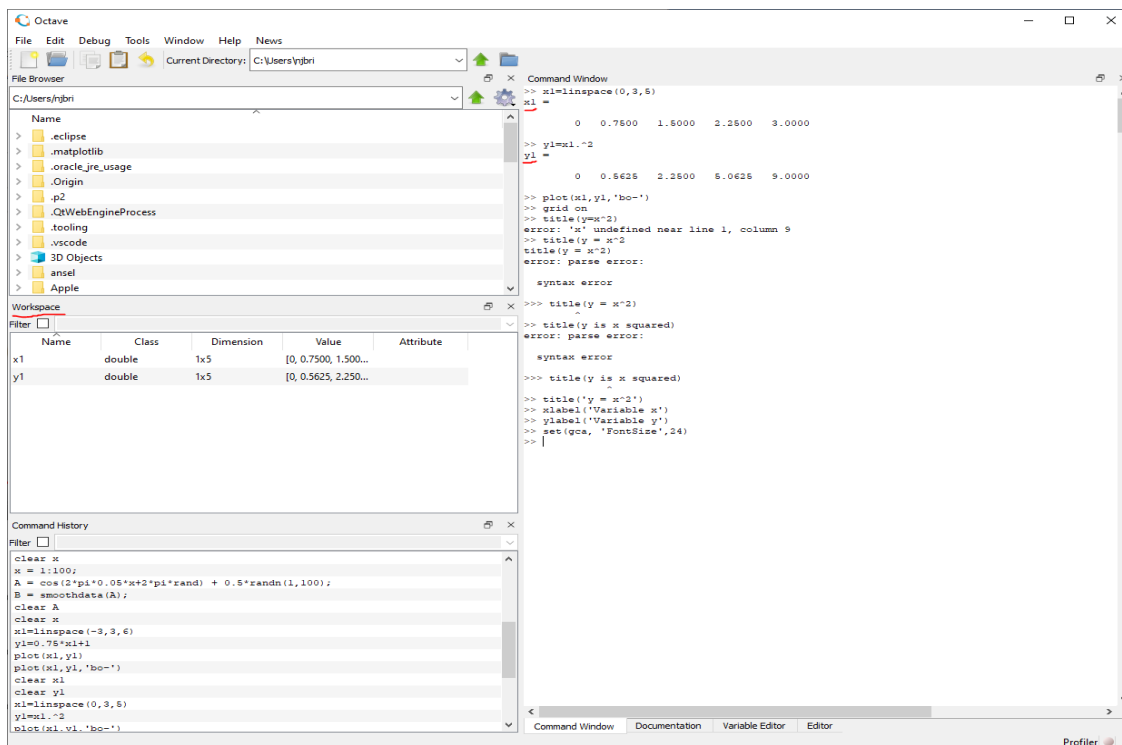 Octave
File Edit Debug Tools Window Help News
Current Directory: C:\Users\njbri
File Browser
C:/Users/njbri
Name
.eclipse
.matplotlib
.oracle_jre_usage
.Origin
.p2
.QtWebEngineProcess
.tooling
.vscode
3D Objects
ansel
Apple
Workspace
Filter
Name Class Dimension Value Attribute
x1 double 1x5 [0, 0.7500, 1.500...
y1 double 1x5 [0, 0.5625, 2.250...
Command History
Filter
clear x
x = 1:100;
A = cos(2*pi*0.05*x+2*pi*rand) + 0.5*randn(1,100);
B = smoothdata(A);
clear A
clear x
x1=linspace(-3,3,6)
y1=0.75*x1+1
plot(x1,y1)
plot(x1,y1,'bo-')
clear x1
clear y1
x1=linspace(0,3,5)
y1=x1.^2
plot(x1,y1,'bo-')
Command Window
>> x1=linspace(0,3,5)
x1 =
0 0.7500 1.5000 2.2500 3.0000
>> y1=x1.^2
y1 =
0 0.5625 2.2500 5.0625 9.0000
>> plot(x1,y1,'bo-')
>> grid on
>> title(y=x^2)
error: 'x' undefined near line 1, column 9
>> title(y = x^2
title(y = x^2)
error: parse error:
syntax error
>>> title(y = x^2)
^
>> title(y is x squared)
error: parse error:
syntax error
>>> title(y is x squared)
^
>> title('y = x^2')
>> xlabel('Variable x')
>> ylabel('Variable y')
>> set(gca, 'FontSize',24)
>>
Command Window Documentation Variable Editor Editor
Profiler